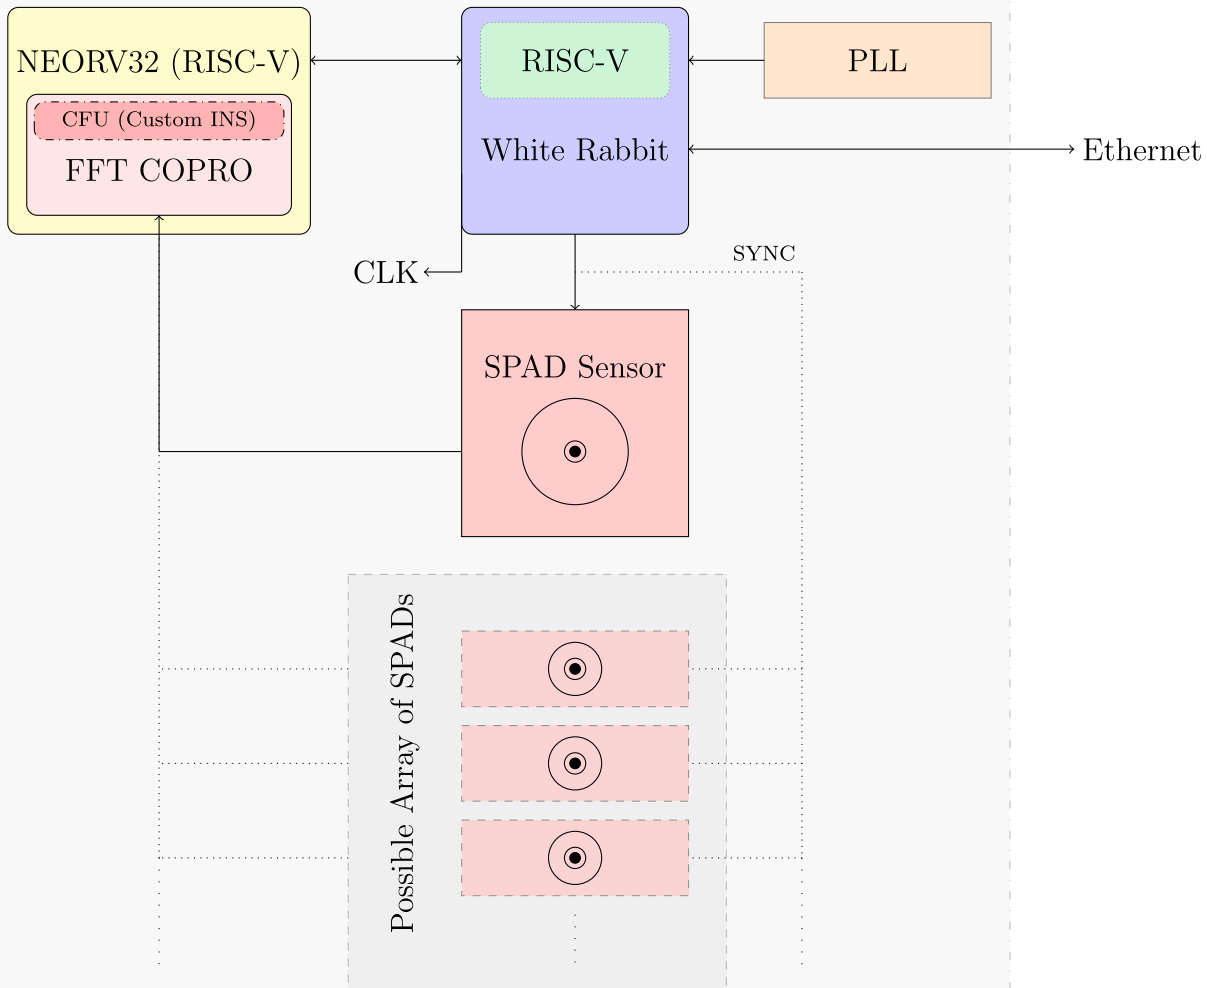 NEORV32 (RISC-V)
RISC-V
PLL
CFU (Custom INS)
FFT COPRO
White Rabbit
Ethernet
CLK
SYNC
SPAD Sensor
Possible Array of SPADs